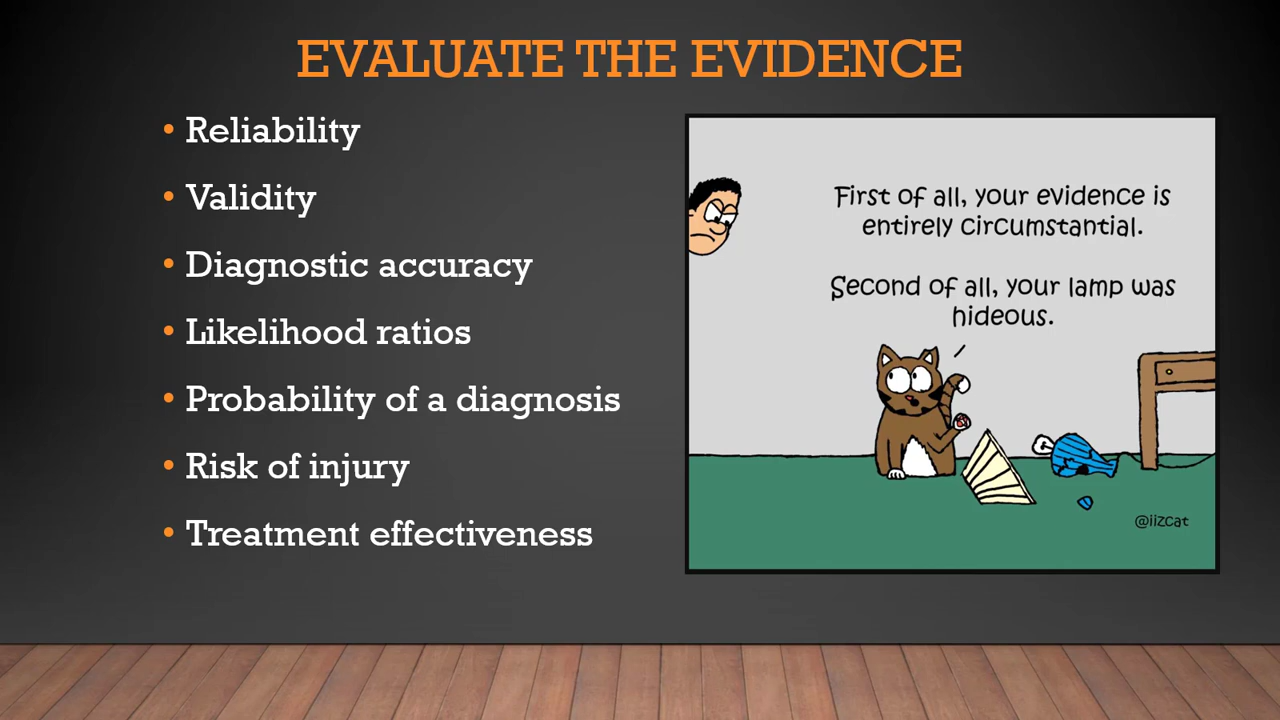 EVALUATE THE EVIDENCE
• Reliability
• Validity
• Diagnostic accuracy
• Likelihood ratios
• Probability of a diagnosis
• Risk of injury
• Treatment effectiveness
First of all, your evidence is
entirely circumstantial.
Second of all, your lamp was
hideous.
@iizcat